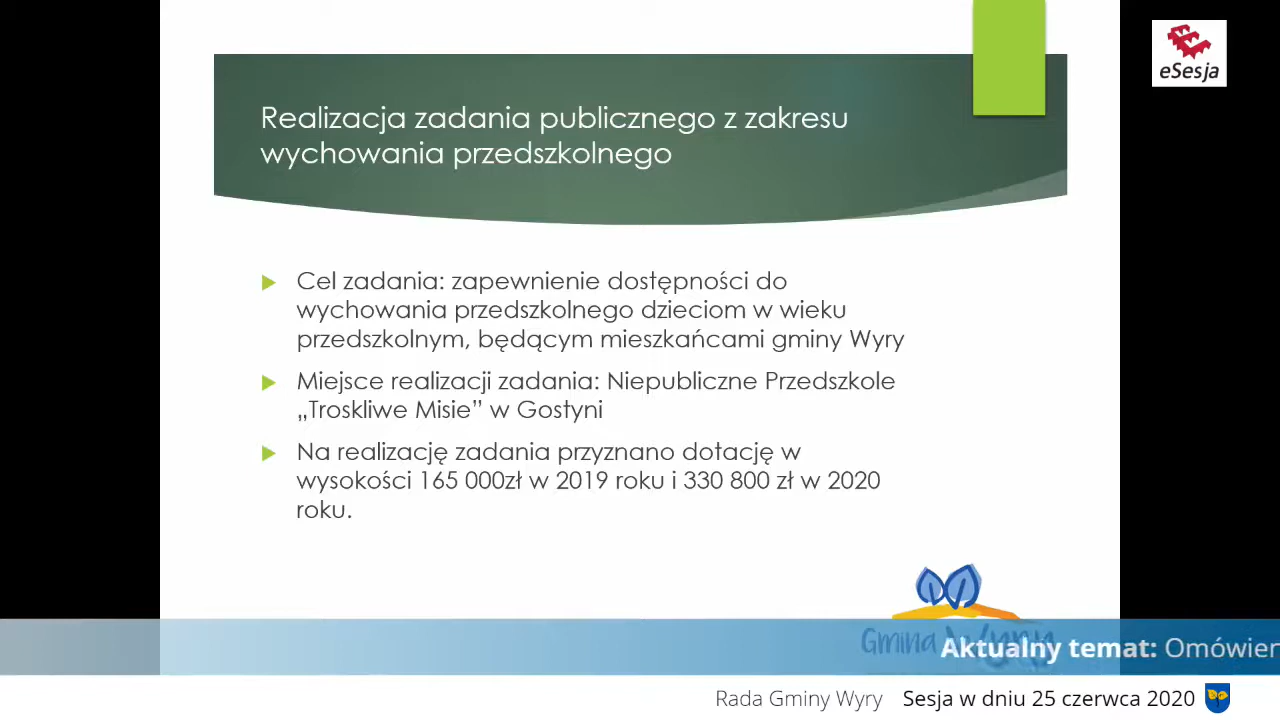 eSesja
Realizacja zadania publicznego z zakresu
wychowania przedszkolnego
Cel zadania: zapewnienie dostępności do
wychowania przedszkolnego dzieciom w wieku
przedszkolnym, będącym mieszkańcami gminy Wyry
Miejsce realizacji zadania: Niepubliczne Przedszkole
„Troskliwe Misie” w Gostyni
Na realizację zadania przyznano dotację w
wysokości 165 000zł w 2019 roku i 330 800 zł w 2020
roku.
Gmina Wyry
Aktualny temat: Omówien
Rada Gminy Wyry Sesja w dniu 25 czerwca 2020